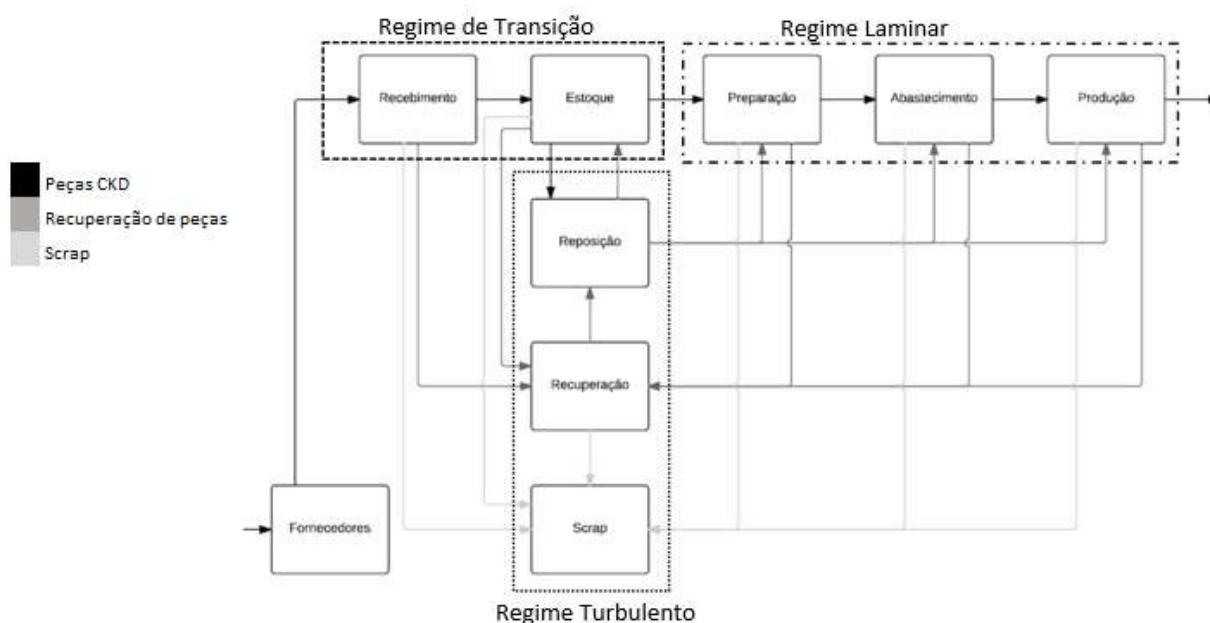 Regime de Transição
Regime Laminar
Recebimento
Estoque
Preparação
Abastecimento
Produção
Peças CKD
Recuperação de peças
Scrap
Reposição
Recuperação
Fornecedores
Scrap
Regime Turbulento